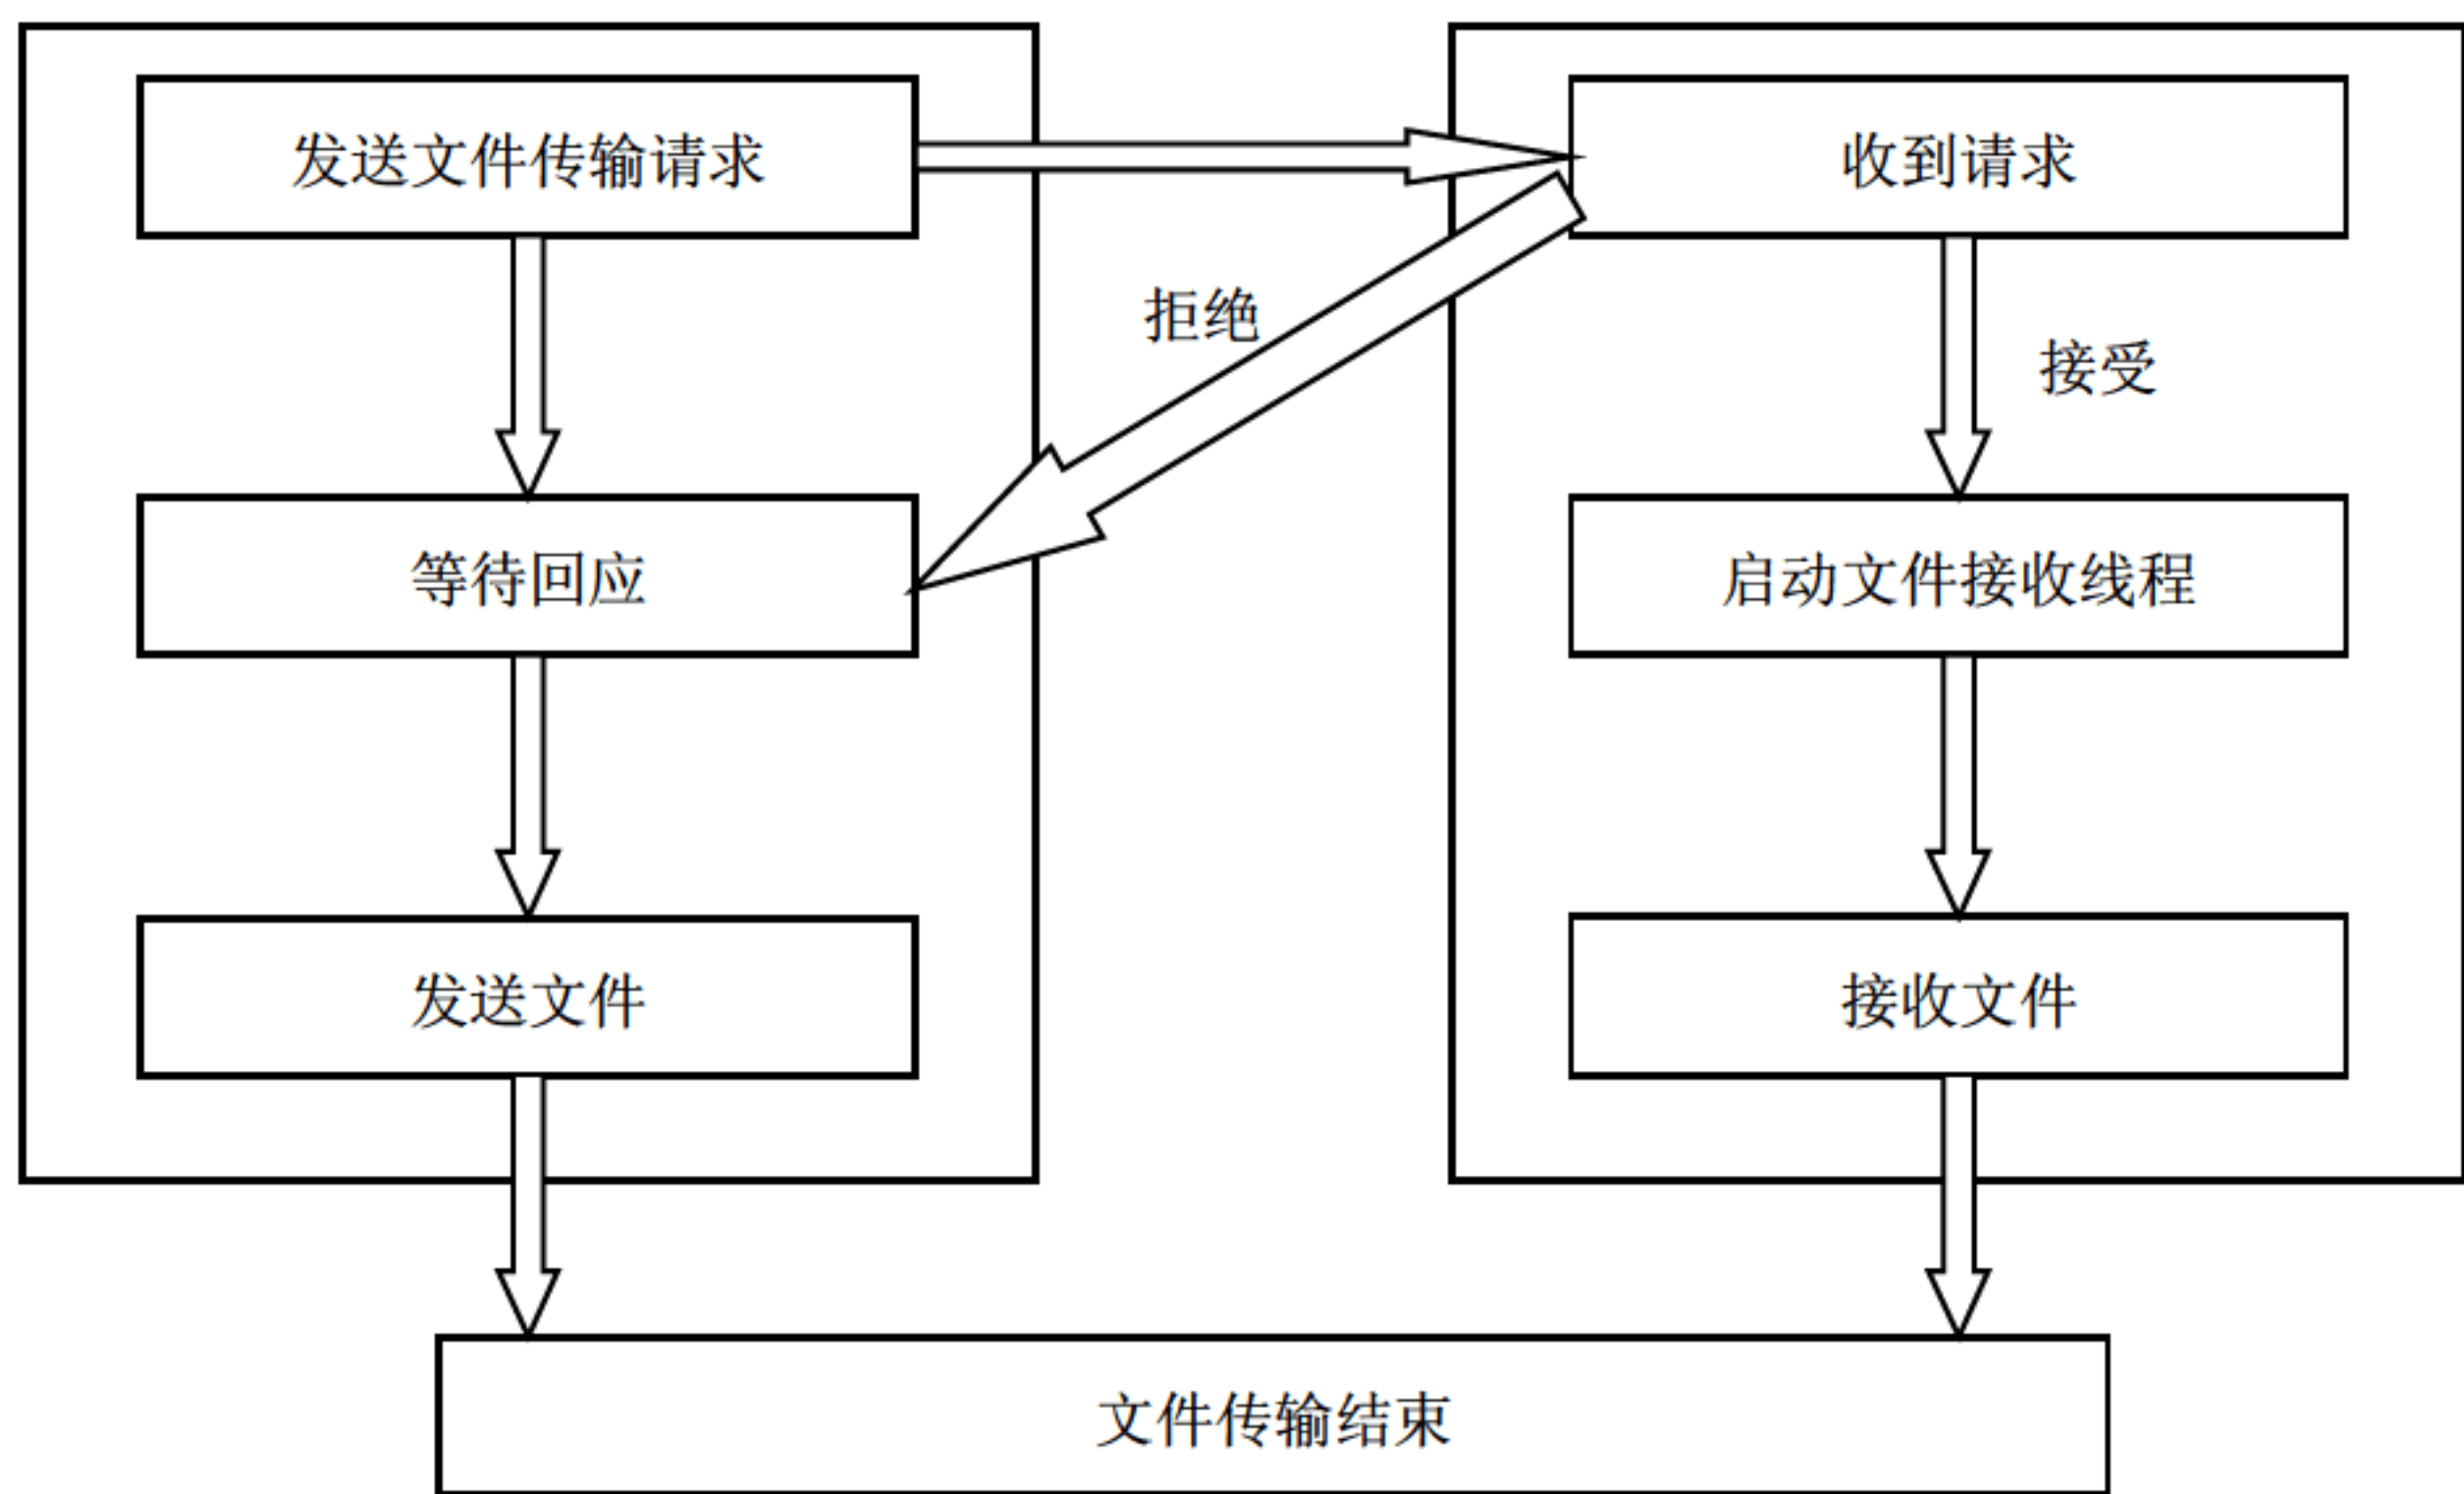 发送文件传输请求
收到请求
拒绝
接受
等待回应
启动文件接收线程
发送文件
接收文件
文件传输结束